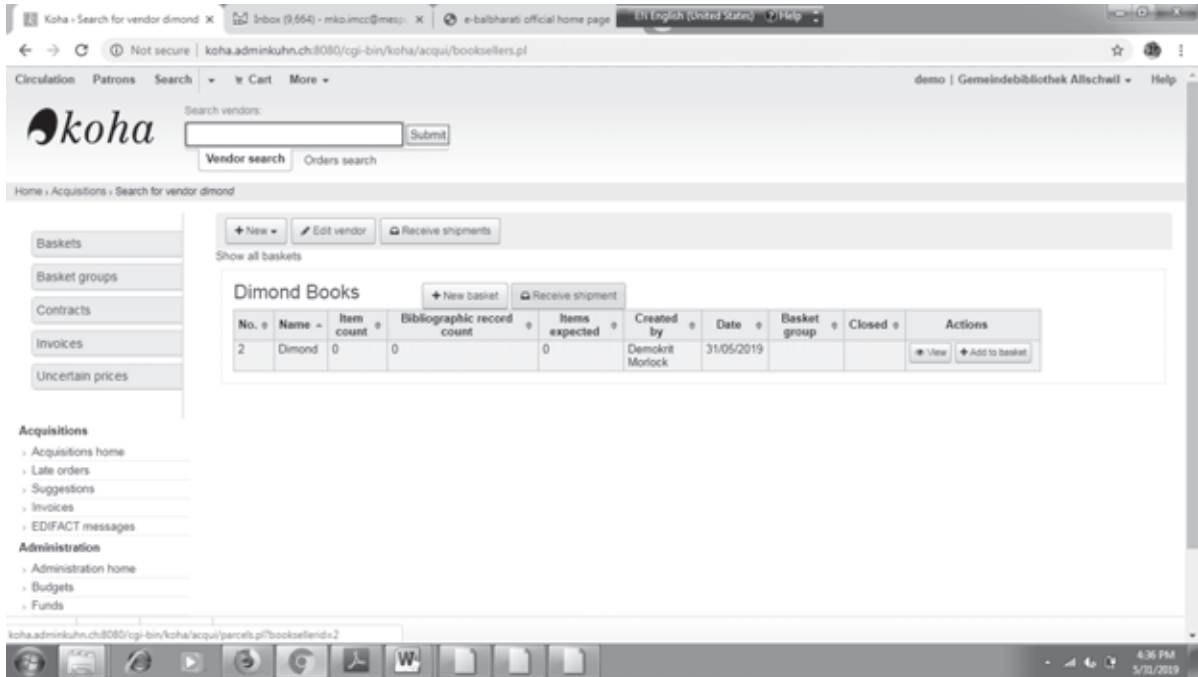 Koha › Search for vendor dimond × Inbox (9,664) - mko.imcc@mesp × e-balbharati official home page EN English (United States) Help
Not secure | koha.adminkuhn.ch:8080/cgi-bin/koha/acqui/booksellers.pl
Circulation Patrons Search Cart More demo | Gemeindebibliothek Allschwil Help
koha
Search vendors:
Submit
Vendor search Orders search
Home › Acquisitions › Search for vendor dimond
+ New Edit vendor Receive shipments
Show all baskets
Baskets
Basket groups
Contracts
Invoices
Uncertain prices
Dimond Books + New basket Receive shipment
No. Name Item count Bibliographic record count Items expected Created by Date Basket group Closed Actions
2 Dimond 0 0 0 Demokrit Morlock 31/05/2019 View + Add to basket
Acquisitions
› Acquisitions home
› Late orders
› Suggestions
› Invoices
› EDIFACT messages
Administration
› Administration home
› Budgets
› Funds
koha.adminkuhn.ch:8080/cgi-bin/koha/acqui/parcels.pl?booksellerid=2
W
4:36 PM
5/31/2019